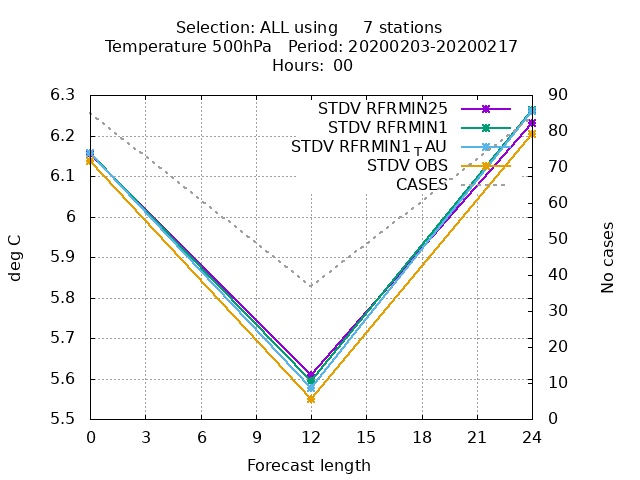 Selection: ALL using     7 stations
Temperature 500hPa   Period: 20200203-20200217
Hours:  00
6.3
6.2
6.1
6
5.9
5.8
5.7
5.6
5.5
deg C
90
80
70
60
50
40
30
20
10
0
No cases
STDV RFRMIN25
STDV RFRMIN1
STDV RFRMIN1_TAU
STDV OBS
CASES
0 3 6 9 12 15 18 21 24
Forecast length